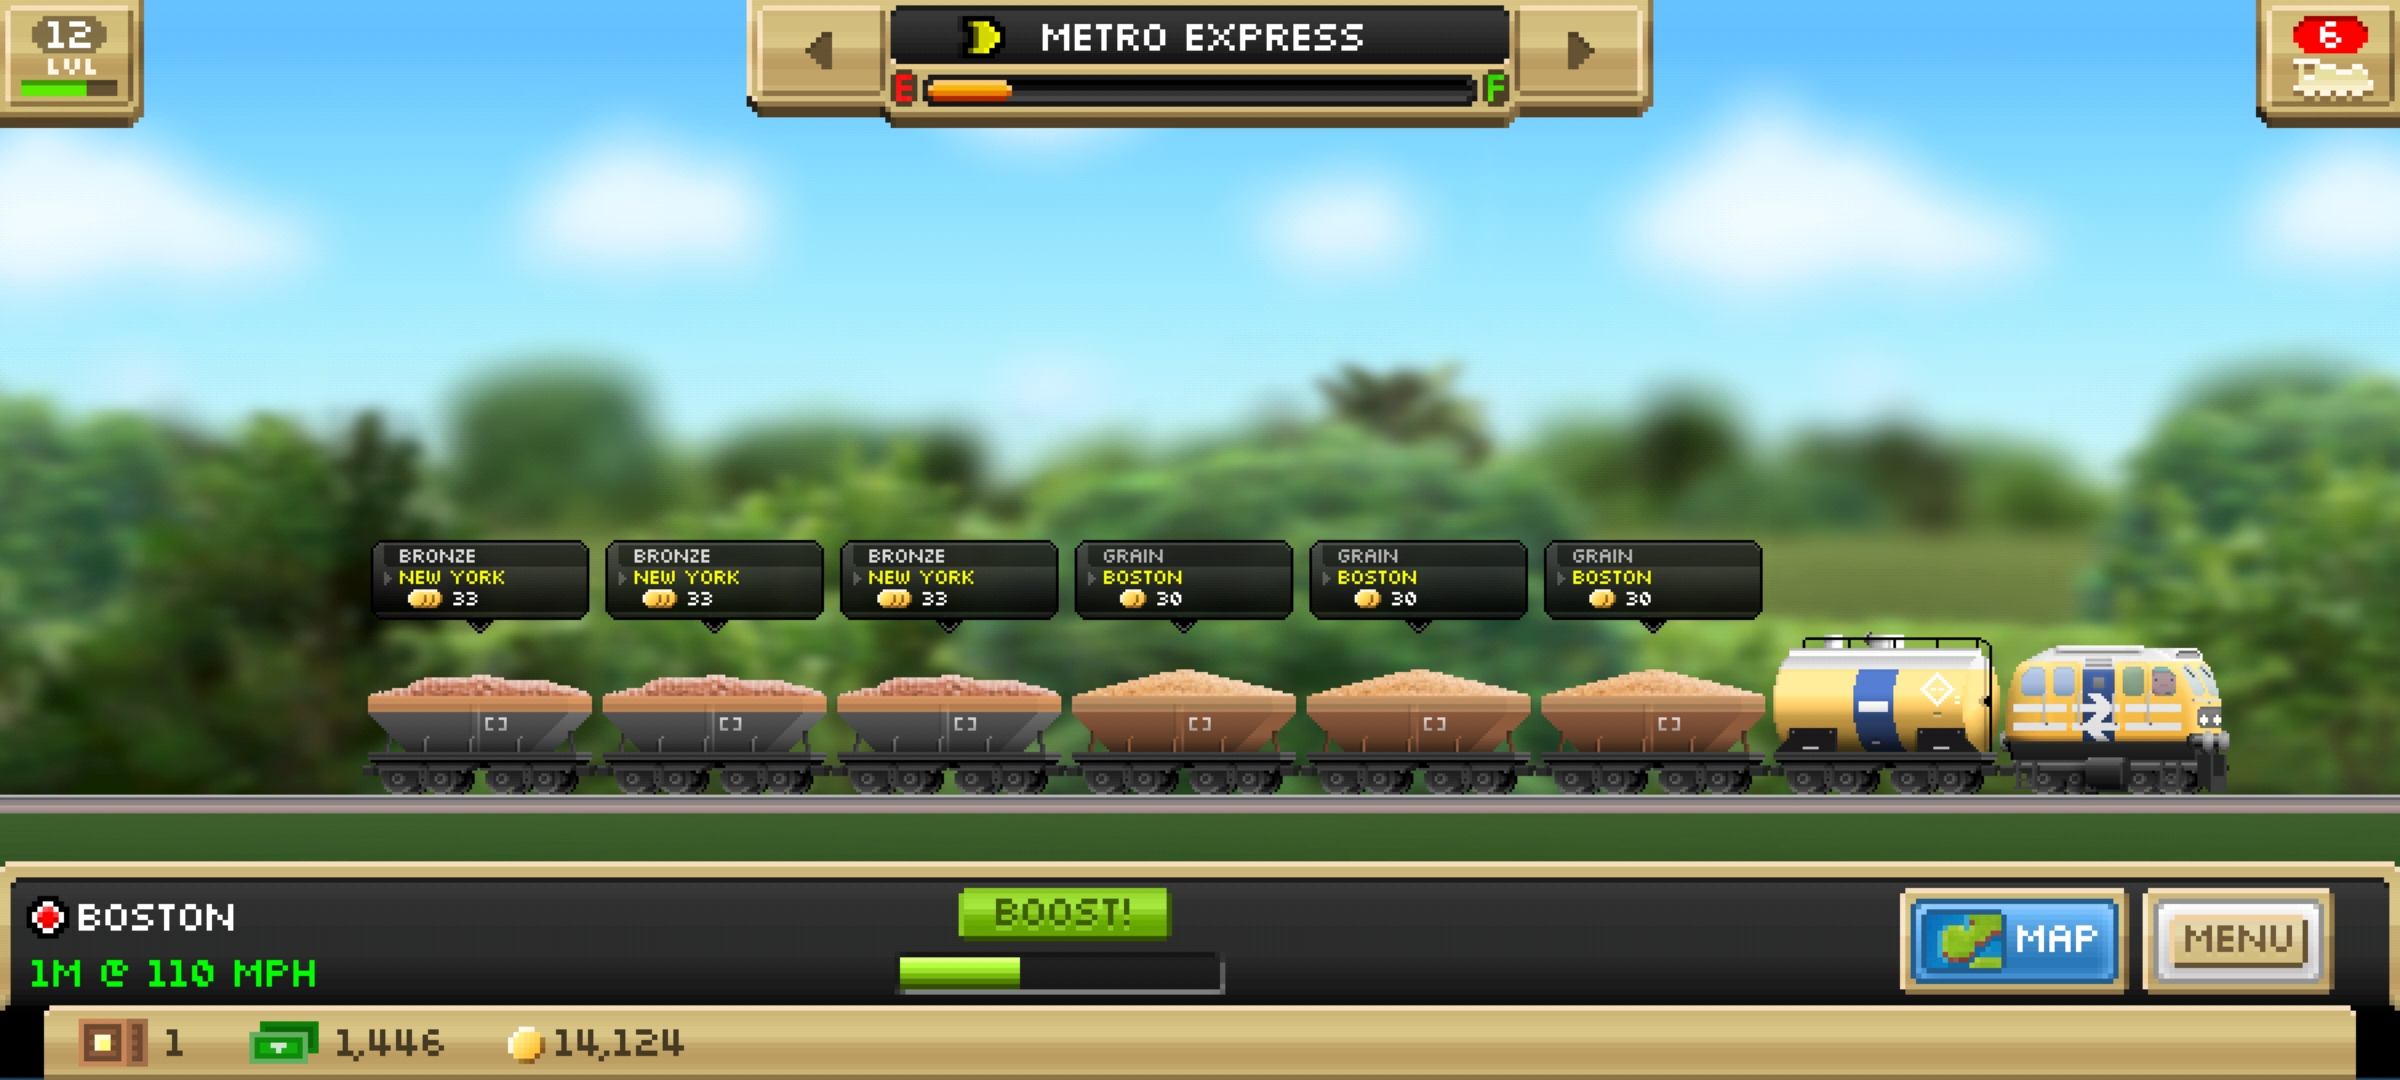 12
LVL
METRO EXPRESS
E F
6
BRONZE
NEW YORK
33
BRONZE
NEW YORK
33
BRONZE
NEW YORK
33
GRAIN
BOSTON
30
GRAIN
BOSTON
30
GRAIN
BOSTON
30
BOSTON
1M @ 110 MPH
BOOST!
MAP
MENU
1
1,446
14,124